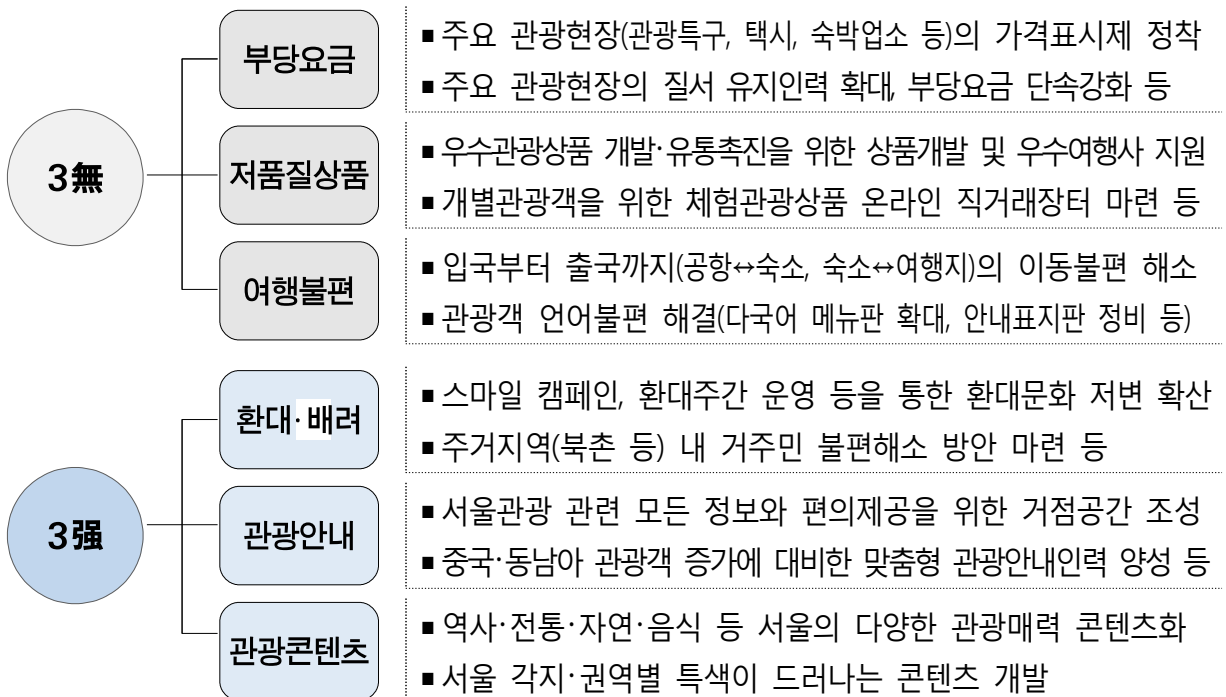 3無
부당요금
■ 주요 관광현장(관광특구, 택시, 숙박업소 등)의 가격표시제 정착
■ 주요 관광현장의 질서 유지인력 확대, 부당요금 단속강화 등
저품질상품
■ 우수관광상품 개발·유통촉진을 위한 상품개발 및 우수여행사 지원
■ 개별관광객을 위한 체험관광상품 온라인 직거래장터 마련 등
여행불편
■ 입국부터 출국까지(공항↔숙소, 숙소↔여행지)의 이동불편 해소
■ 관광객 언어불편 해결(다국어 메뉴판 확대, 안내표지판 정비 등)
3强
환대·배려
■ 스마일 캠페인, 환대주간 운영 등을 통한 환대문화 저변 확산
■ 주거지역(북촌 등) 내 거주민 불편해소 방안 마련 등
관광안내
■ 서울관광 관련 모든 정보와 편의제공을 위한 거점공간 조성
■ 중국·동남아 관광객 증가에 대비한 맞춤형 관광안내인력 양성 등
관광콘텐츠
■ 역사·전통·자연·음식 등 서울의 다양한 관광매력 콘텐츠화
■ 서울 각지·권역별 특색이 드러나는 콘텐츠 개발